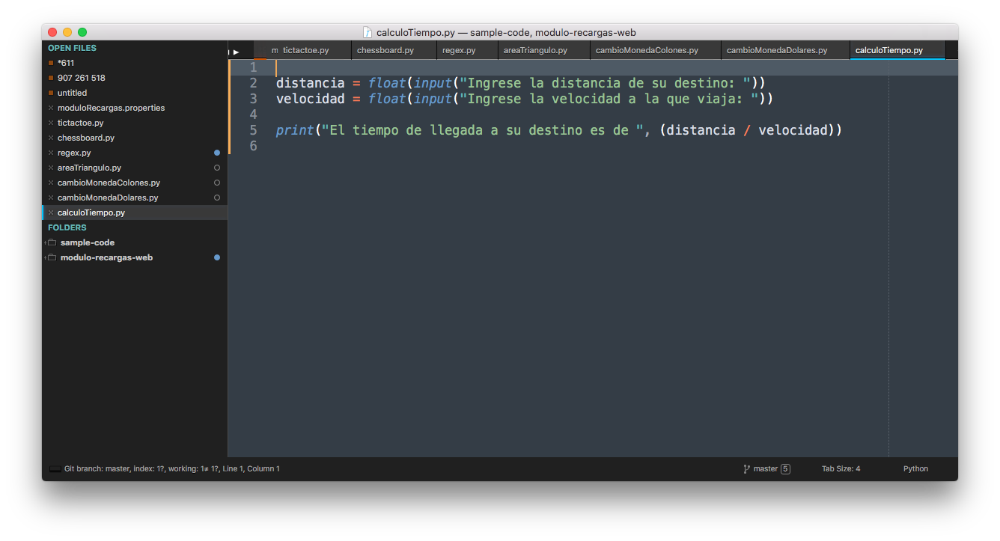 calculoTiempo.py — sample-code, modulo-recargas-web
OPEN FILES
*611
907 261 518
untitled
moduloRecargas.properties
tictactoe.py
chessboard.py
regex.py
areaTriangulo.py
cambioMonedaColones.py
cambioMonedaDolares.py
calculoTiempo.py
FOLDERS
sample-code
modulo-recargas-web
m tictactoe.py chessboard.py regex.py areaTriangulo.py cambioMonedaColones.py cambioMonedaDolares.py calculoTiempo.py
1
2 distancia = float(input("Ingrese la distancia de su destino: "))
3 velocidad = float(input("Ingrese la velocidad a la que viaja: "))
4
5 print("El tiempo de llegada a su destino es de ", (distancia / velocidad))
6
Git branch: master, index: 1?, working: 1≠ 1?, Line 1, Column 1 master 5 Tab Size: 4 Python